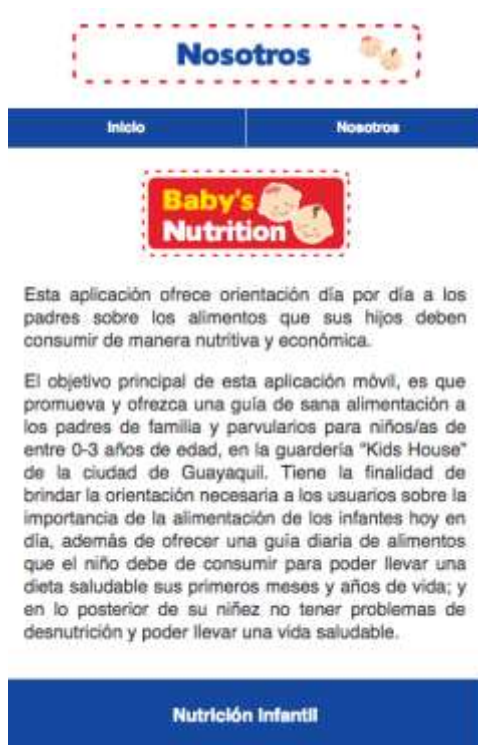 Nosotros
Inicio
Nosotros
Baby's
Nutrition
Esta aplicación ofrece orientación día por día a los
padres sobre los alimentos que sus hijos deben
consumir de manera nutritiva y económica.
El objetivo principal de esta aplicación móvil, es que
promueva y ofrezca una guía de sana alimentación a
los padres de familia y parvularios para niños/as de
entre 0-3 años de edad, en la guardería "Kids House"
de la ciudad de Guayaquil. Tiene la finalidad de
brindar la orientación necesaria a los usuarios sobre la
importancia de la alimentación de los infantes hoy en
día, además de ofrecer una guía diaria de alimentos
que el niño debe de consumir para poder llevar una
dieta saludable sus primeros meses y años de vida; y
en lo posterior de su niñez no tener problemas de
desnutrición y poder llevar una vida saludable.
Nutrición Infantil